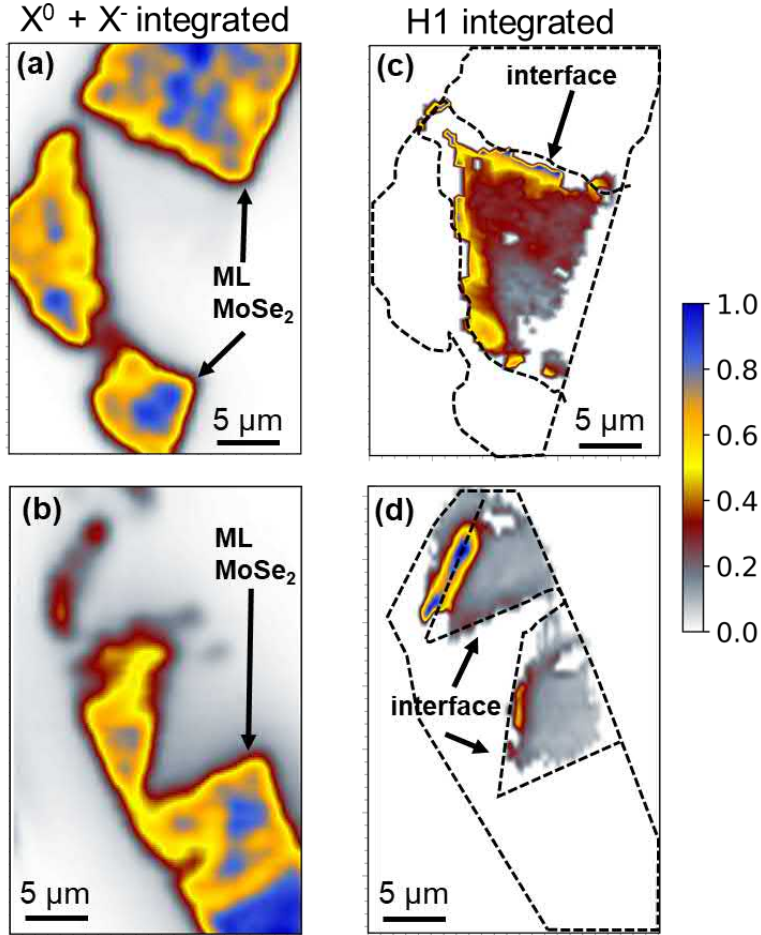 X⁰ + X⁻ integrated
H1 integrated
(a)
ML
MoSe₂
5 µm
(c)
interface
5 µm
1.0
0.8
0.6
0.4
0.2
0.0
(b)
ML
MoSe₂
5 µm
(d)
interface
5 µm